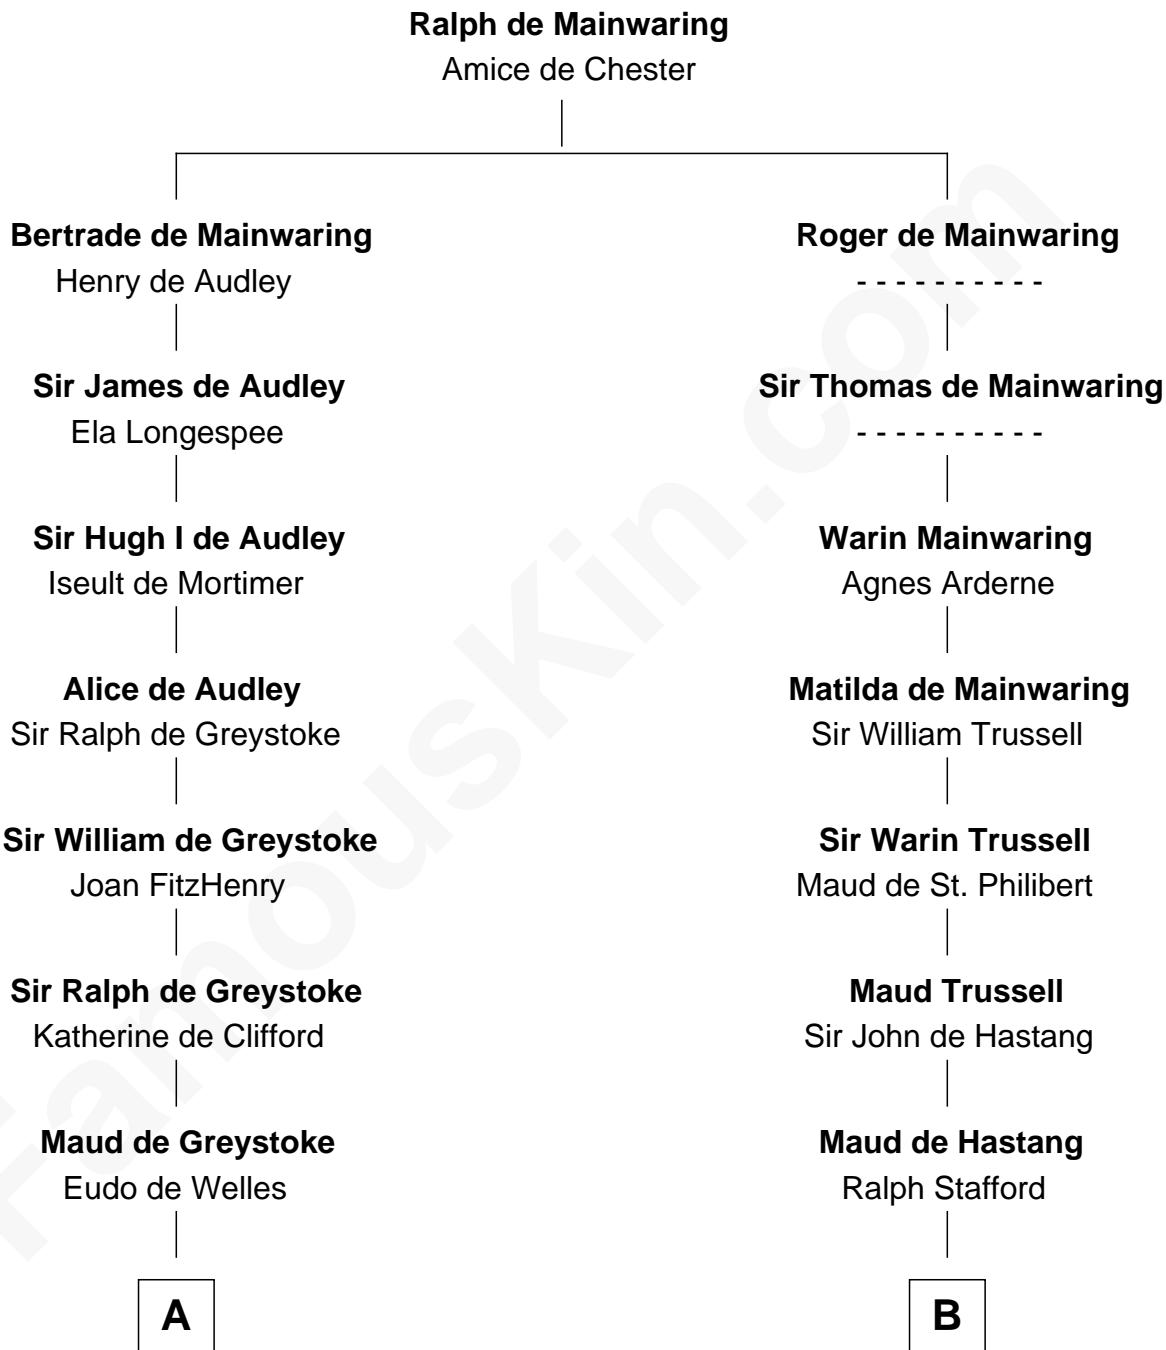 Ralph de Mainwaring
Amice de Chester
Bertrade de Mainwaring
Henry de Audley
Roger de Mainwaring
- - - - - - - - - -
Sir James de Audley
Ela Longespee
Sir Thomas de Mainwaring
- - - - - - - - - -
Sir Hugh I de Audley
Iseult de Mortimer
Warin Mainwaring
Agnes Arderne
Alice de Audley
Sir Ralph de Greystoke
Matilda de Mainwaring
Sir William Trussell
Sir William de Greystoke
Joan FitzHenry
Sir Warin Trussell
Maud de St. Philibert
Sir Ralph de Greystoke
Katherine de Clifford
Maud Trussell
Sir John de Hastang
Maud de Greystoke
Eudo de Welles
Maud de Hastang
Ralph Stafford
A
B
FamousKin.com